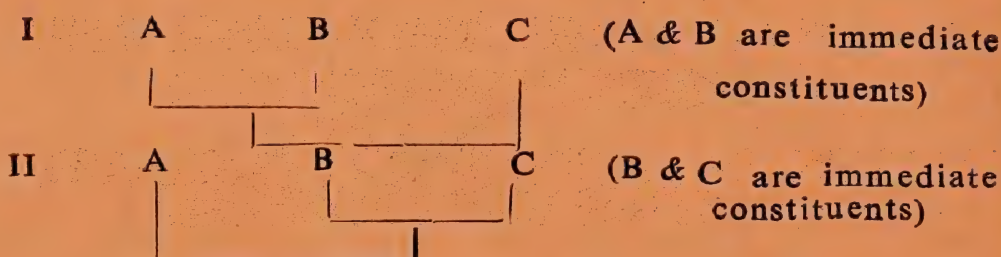 I A B C (A & B are immediate
constituents)
II A B C (B & C are immediate
constituents)